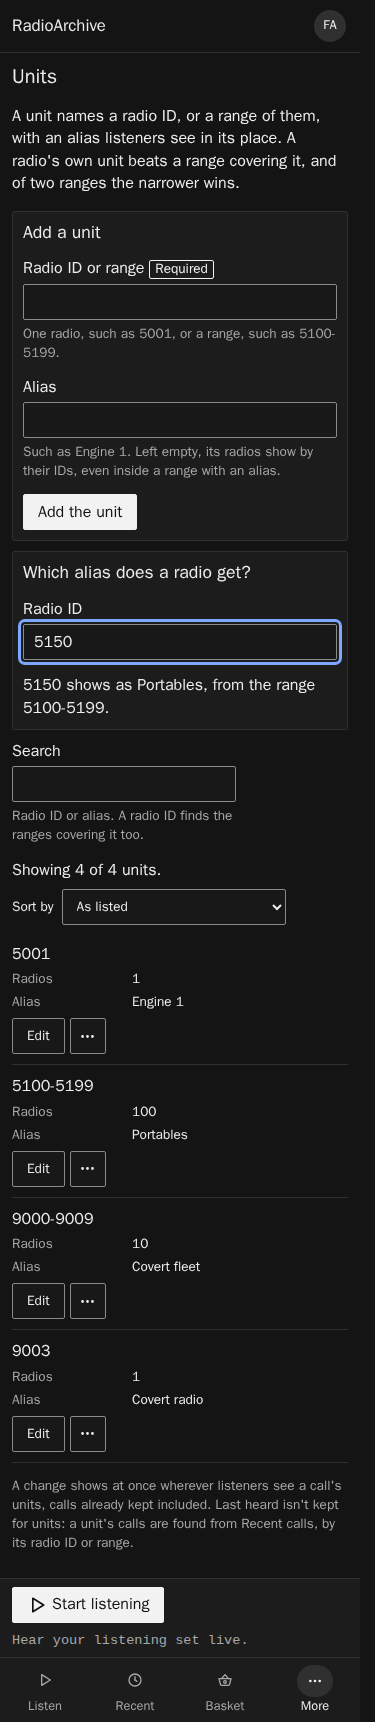 RadioArchive
FA
Units
A unit names a radio ID, or a range of them,
with an alias listeners see in its place. A
radio's own unit beats a range covering it, and
of two ranges the narrower wins.
Add a unit
Radio ID or range Required
One radio, such as 5001, or a range, such as 5100-
5199.
Alias
Such as Engine 1. Left empty, its radios show by
their IDs, even inside a range with an alias.
Add the unit
Which alias does a radio get?
Radio ID
5150
5150 shows as Portables, from the range
5100-5199.
Search
Radio ID or alias. A radio ID finds the
ranges covering it too.
Showing 4 of 4 units.
Sort by As listed
5001
Radios 1
Alias Engine 1
Edit ...
5100-5199
Radios 100
Alias Portables
Edit ...
9000-9009
Radios 10
Alias Covert fleet
Edit ...
9003
Radios 1
Alias Covert radio
Edit ...
A change shows at once wherever listeners see a call's
units, calls already kept included. Last heard isn't kept
for units: a unit's calls are found from Recent calls, by
its radio ID or range.
Start listening
Hear your listening set live.
Listen Recent Basket More